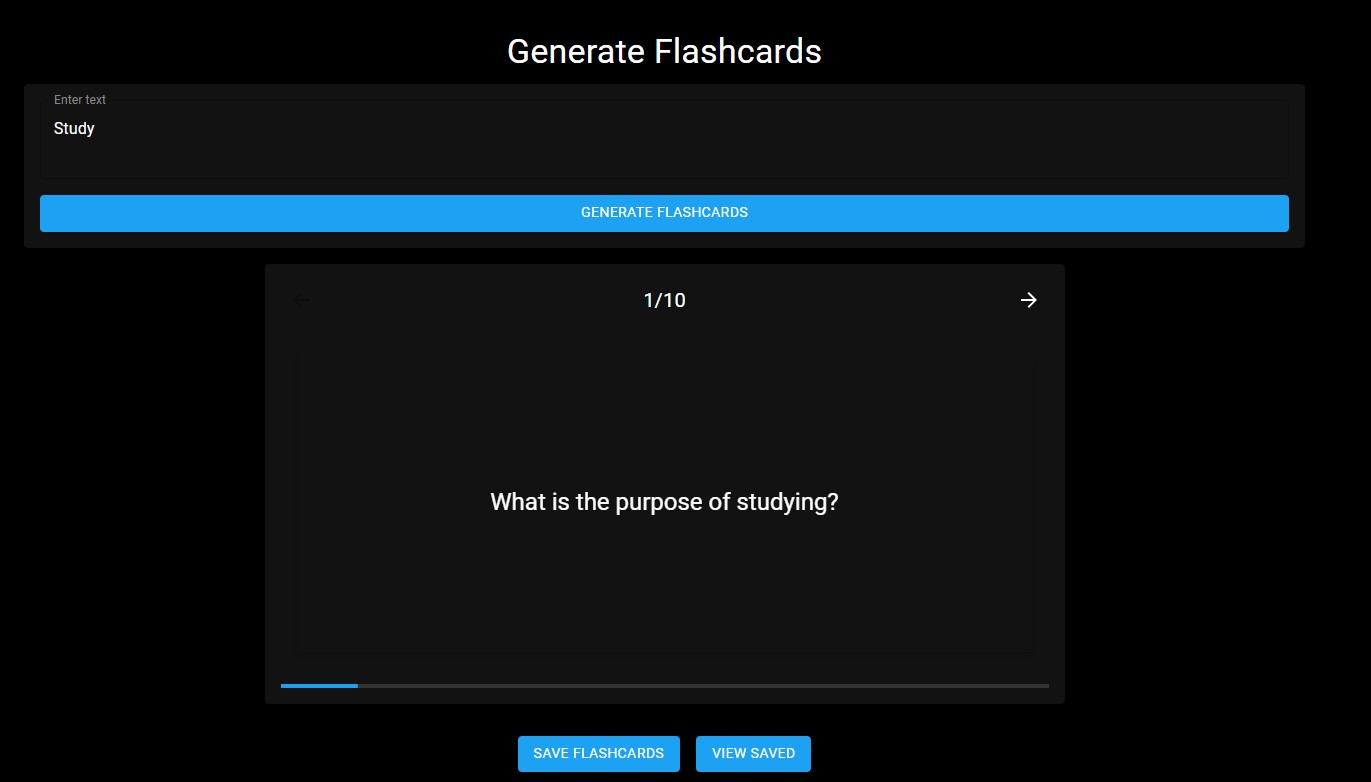 Generate Flashcards
Enter text
Study
GENERATE FLASHCARDS
1/10
What is the purpose of studying?
SAVE FLASHCARDS
VIEW SAVED